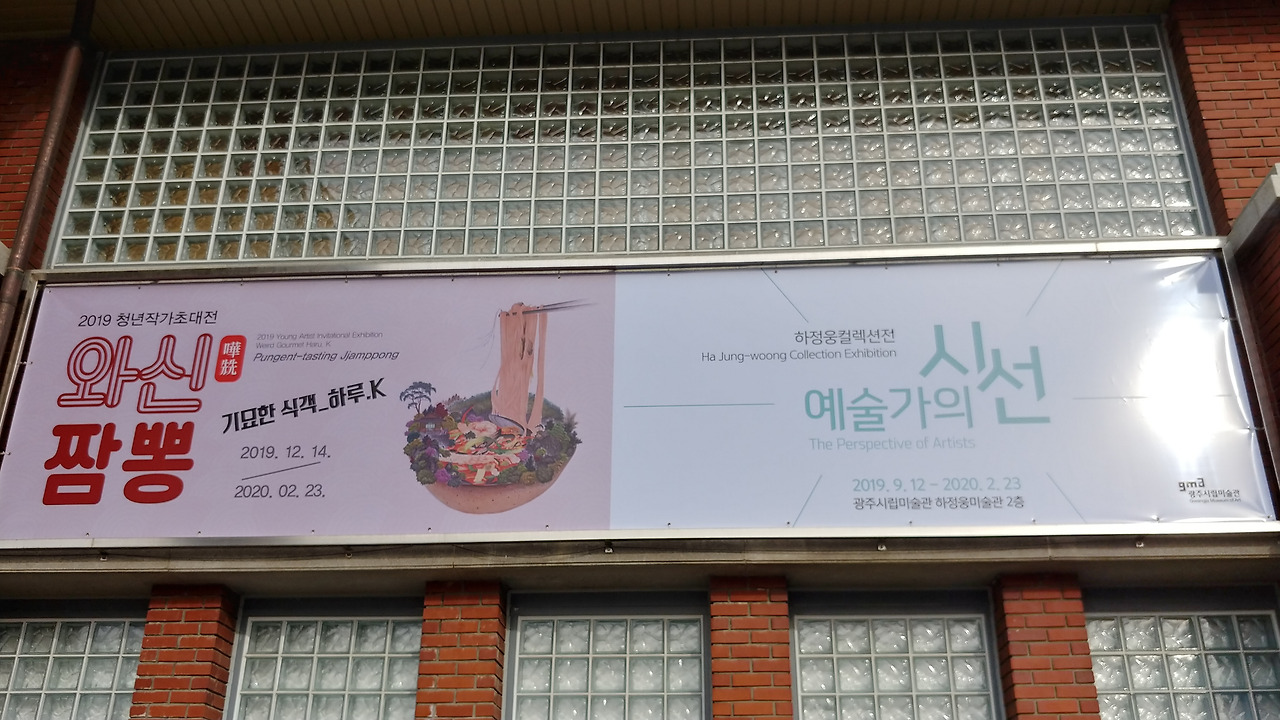 2019 청년작가초대전
와신
짬뽕
2019 Young Artist Invitational Exhibition
Weird Gourmet Haru. K
Pungent-tasting Jjamppong
기묘한 식객_하루.K
2019. 12. 14.
2020. 02. 23.
하정웅컬렉션전
Ha Jung-woong Collection Exhibition
예술가의 시선
The Perspective of Artists
2019. 9. 12 – 2020. 2. 23
광주시립미술관 하정웅미술관 2층
gma
광주시립미술관